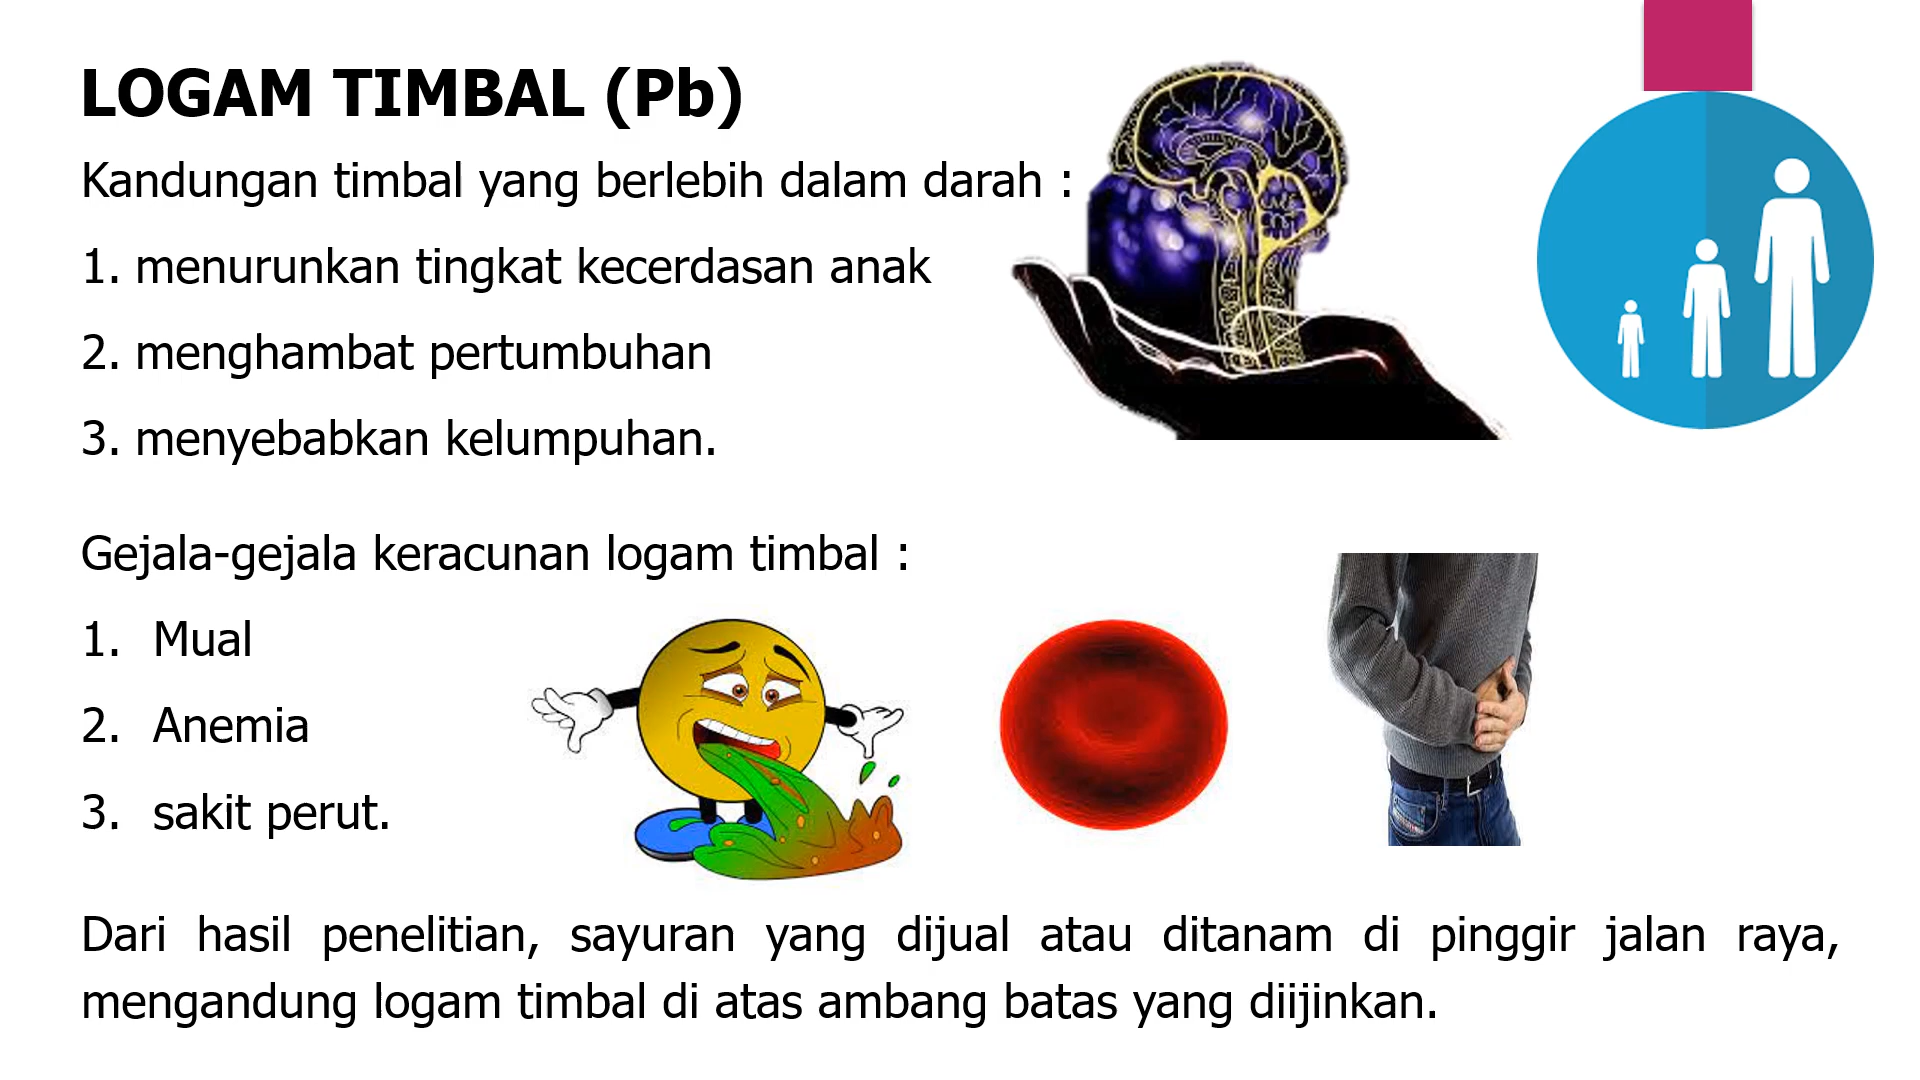 LOGAM TIMBAL (Pb)
Kandungan timbal yang berlebih dalam darah :
1. menurunkan tingkat kecerdasan anak
2. menghambat pertumbuhan
3. menyebabkan kelumpuhan.
Gejala-gejala keracunan logam timbal :
1. Mual
2. Anemia
3. sakit perut.
Dari hasil penelitian, sayuran yang dijual atau ditanam di pinggir jalan raya,
mengandung logam timbal di atas ambang batas yang diijinkan.